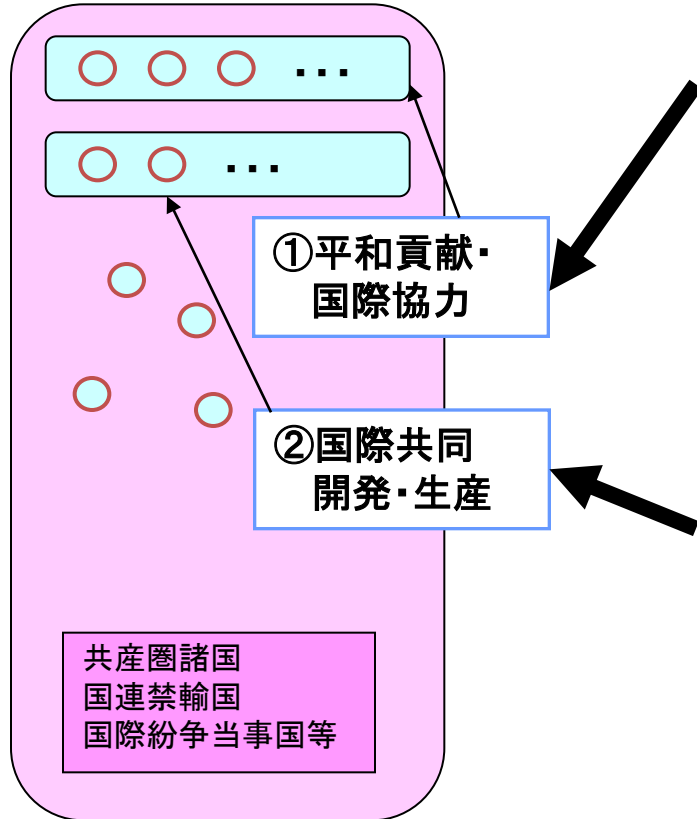 ・・・
・・・
①平和貢献・
国際協力
②国際共同
開発・生産
共産圏諸国
国連禁輸国
国際紛争当事国等